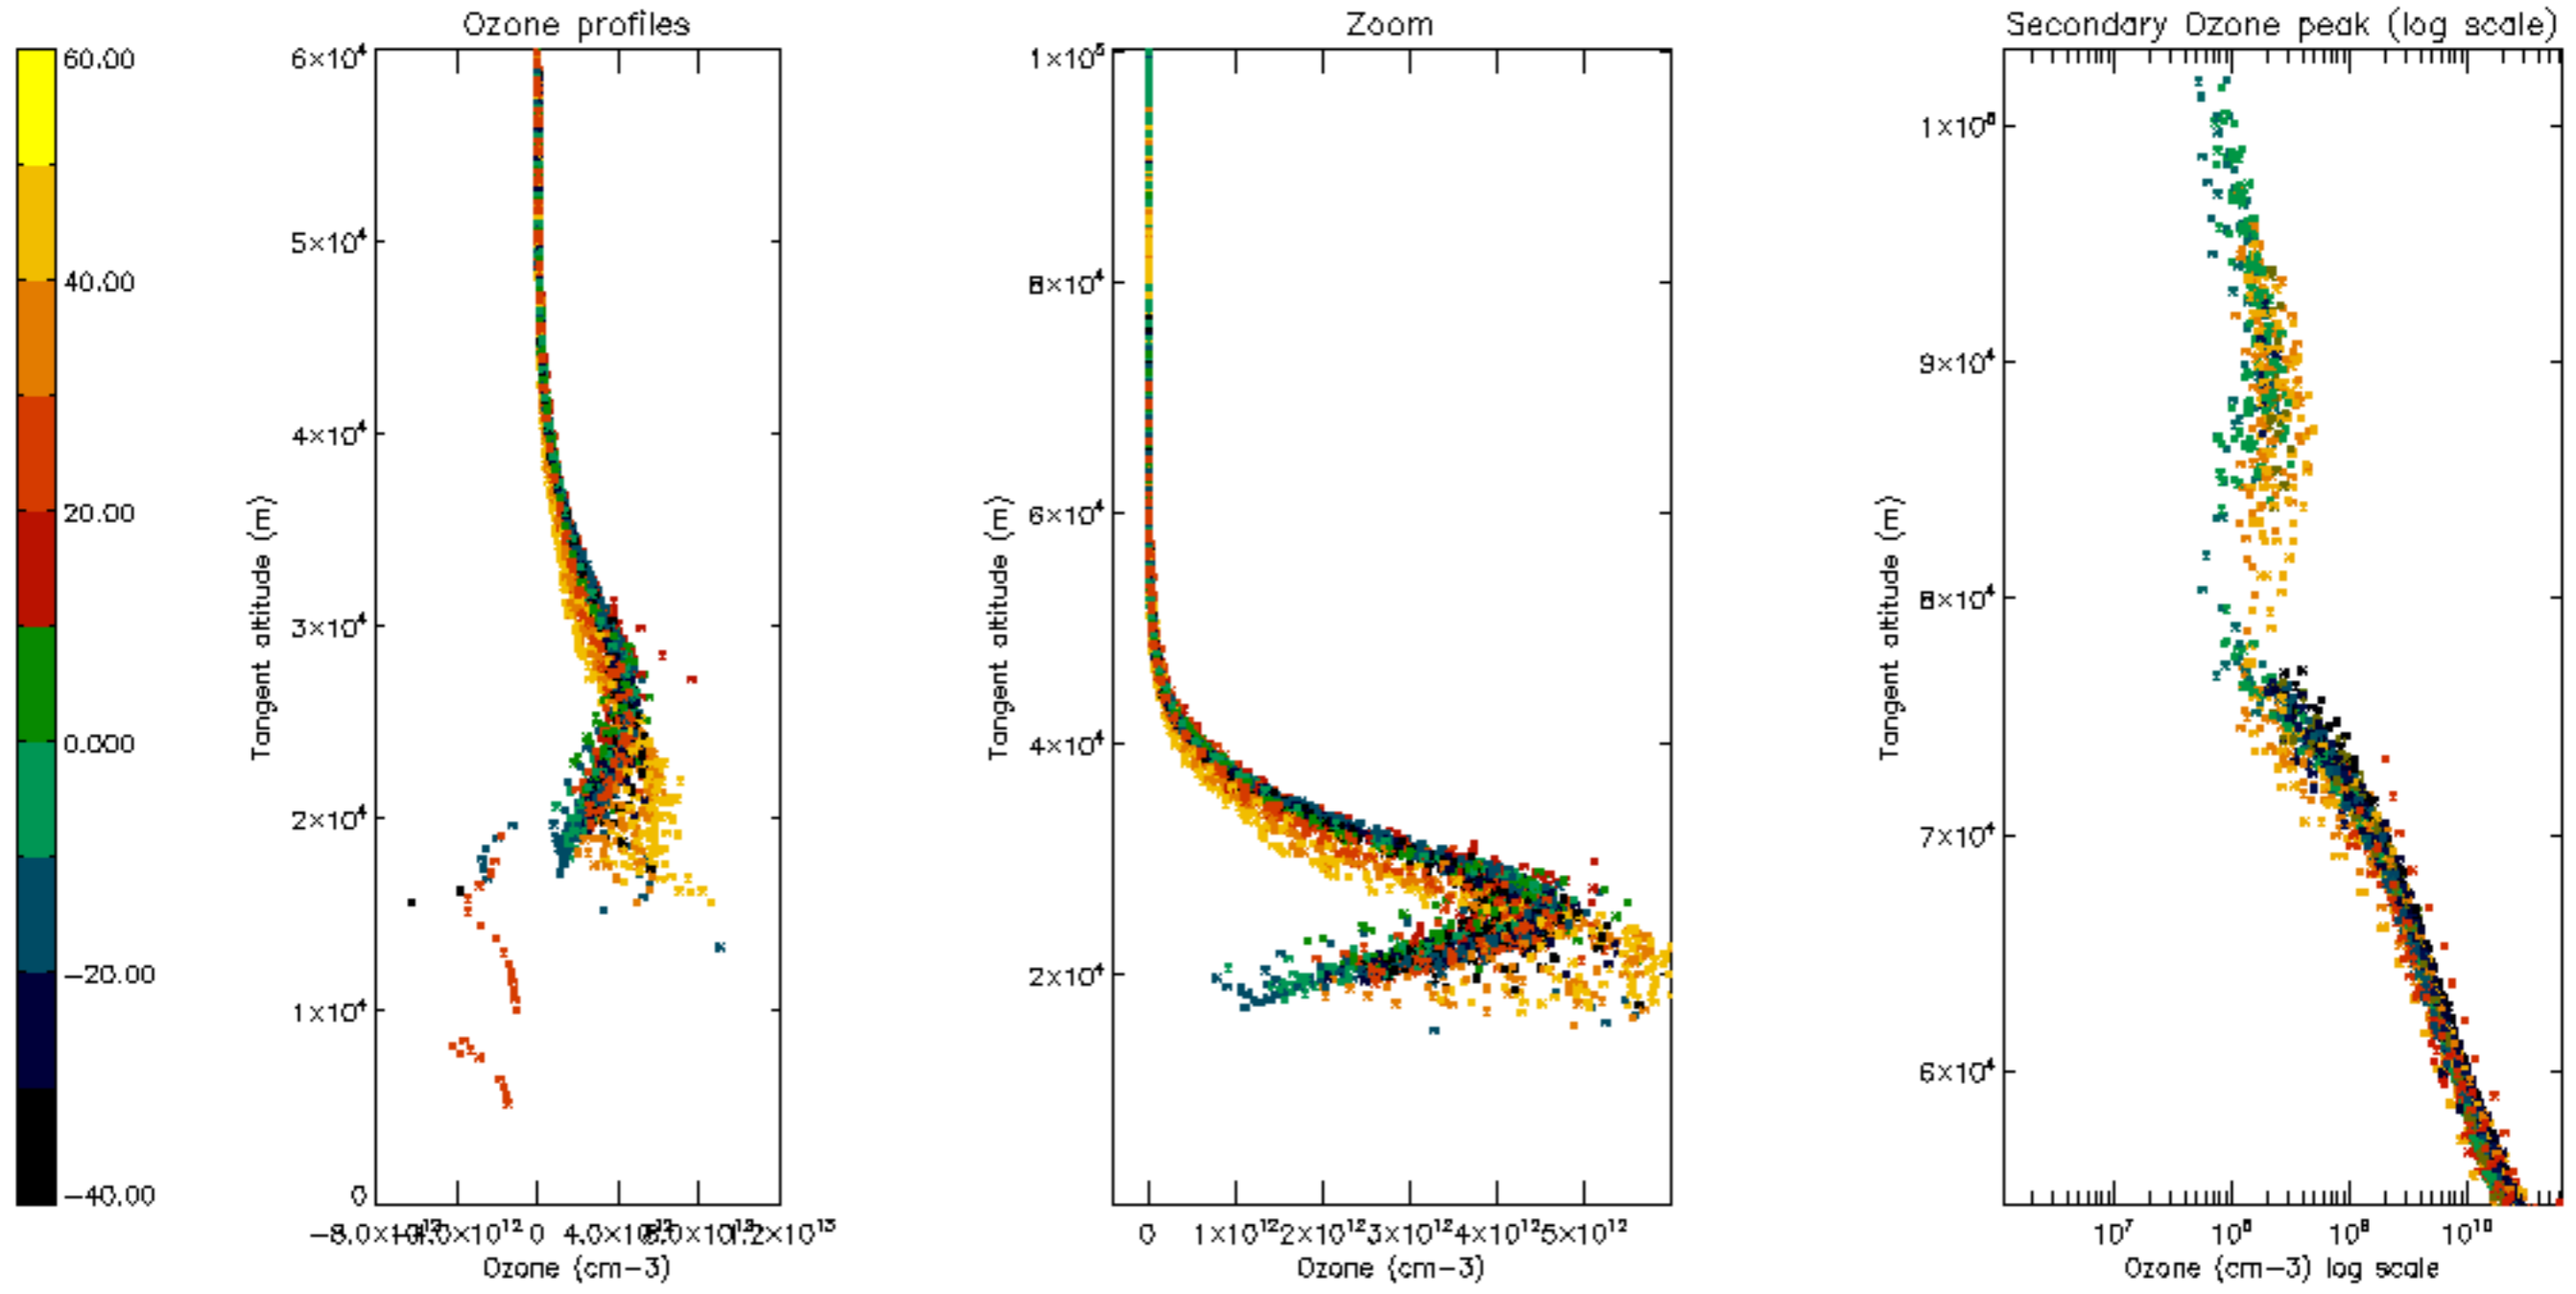 Ozone profiles
Zoom
Secondary Ozone peak (log scale)
60.00
40.00
20.00
0.000
−20.00
−40.00
Tangent altitude (m)
6×10⁴
5×10⁴
4×10⁴
3×10⁴
2×10⁴
1×10⁴
0
0
Ozone (cm−3)
Tangent altitude (m)
1×10⁵
8×10⁴
6×10⁴
4×10⁴
2×10⁴
0 1×10¹² 2×10¹² 3×10¹² 4×10¹² 5×10¹²
Ozone (cm−3)
Tangent altitude (m)
1×10⁵
9×10⁴
8×10⁴
7×10⁴
6×10⁴
10⁷ 10⁸ 10⁹ 10¹⁰
Ozone (cm−3) log scale